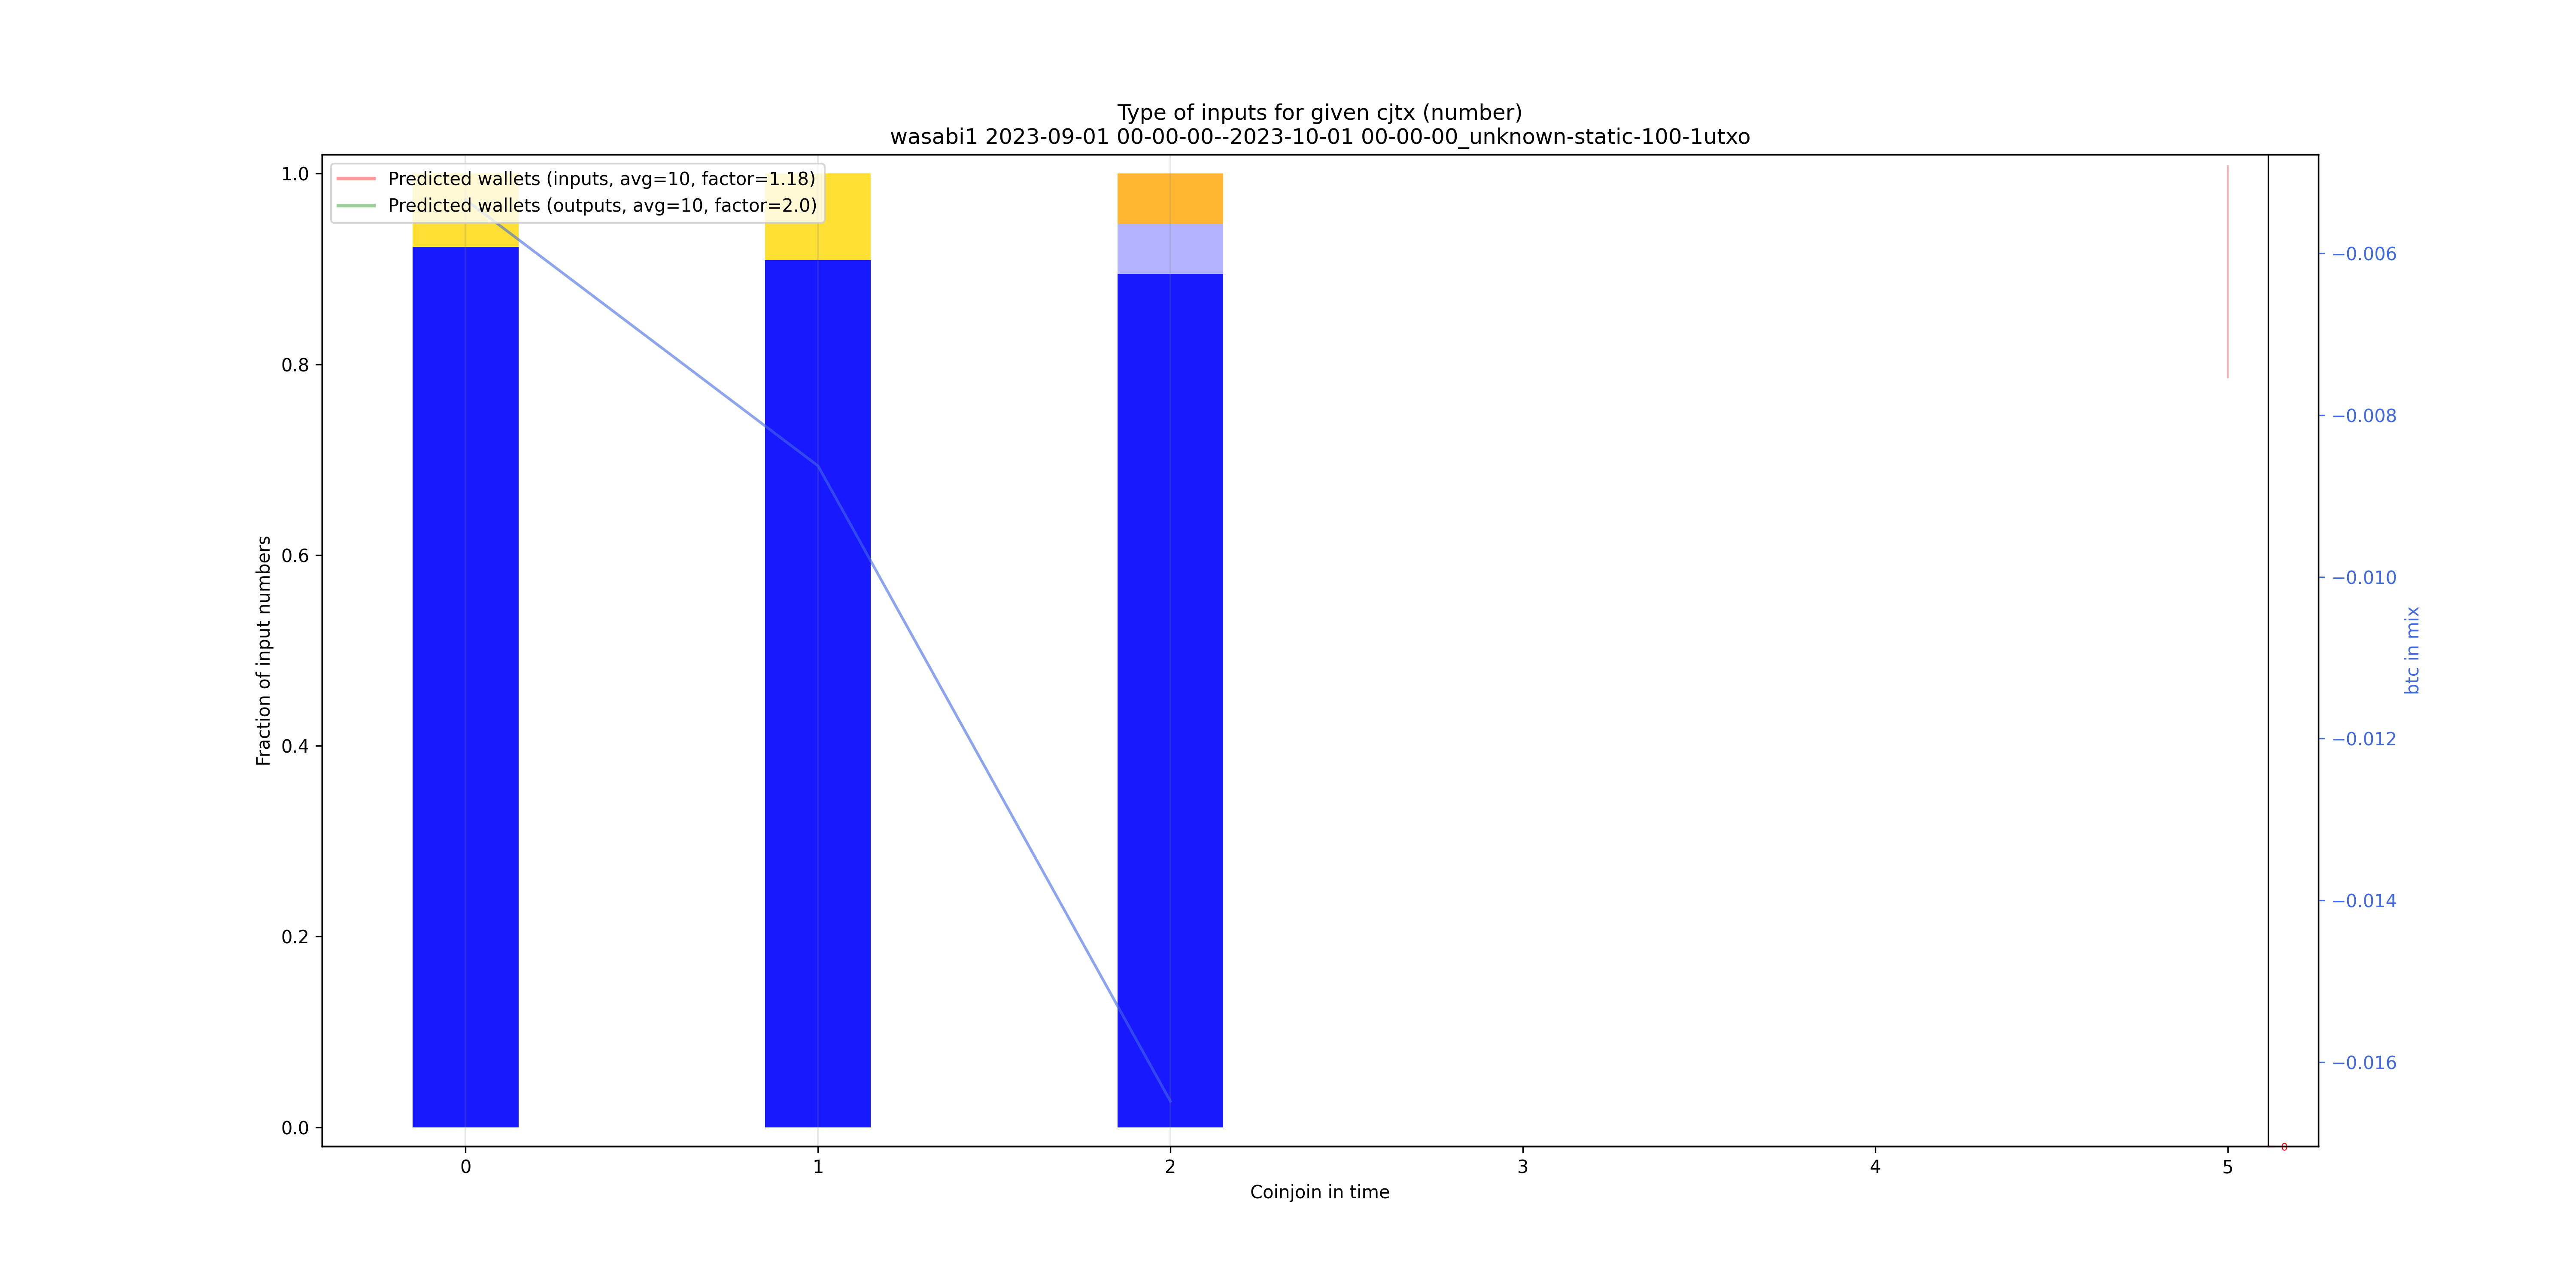 Type of inputs for given cjtx (number)
wasabi1 2023-09-01 00-00-00--2023-10-01 00-00-00_unknown-static-100-1utxo
Predicted wallets (inputs, avg=10, factor=1.18)
Predicted wallets (outputs, avg=10, factor=2.0)
1.0
0.8
0.6
0.4
0.2
0.0
Fraction of input numbers
−0.006
−0.008
−0.010
−0.012
−0.014
−0.016
btc in mix
0
0
1
2
3
4
5
Coinjoin in time